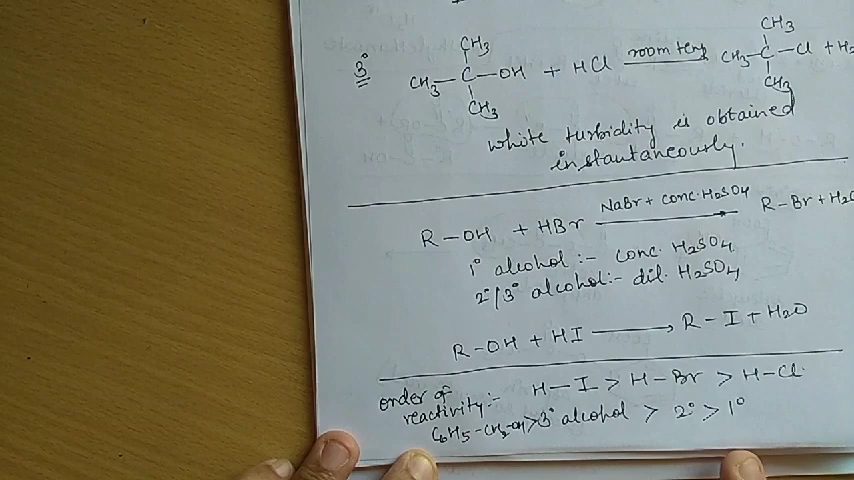 CH3 CH3
3° CH3-C-OH + HCl room temp CH3-C-Cl + H2
CH3 CH3
white turbidity is obtained
instantaneously.
NaBr + conc. H2SO4
R-OH + HBr → R-Br + H2O
1° alcohol :- conc. H2SO4
2°/3° alcohol:- dil. H2SO4
R-OH + HI → R-I + H2O
order of
reactivity:- H-I > H-Br > H-Cl.
C6H5-CH2-OH > 3° alcohol > 2° > 1°